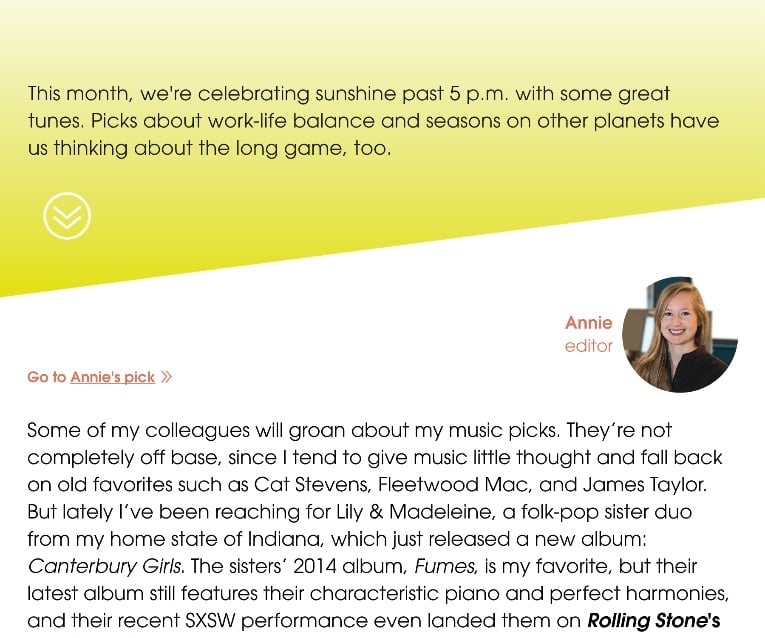 This month, we're celebrating sunshine past 5 p.m. with some great
tunes. Picks about work-life balance and seasons on other planets have
us thinking about the long game, too.
Annie
editor
Go to Annie's pick »
Some of my colleagues will groan about my music picks. They’re not
completely off base, since I tend to give music little thought and fall back
on old favorites such as Cat Stevens, Fleetwood Mac, and James Taylor.
But lately I’ve been reaching for Lily & Madeleine, a folk-pop sister duo
from my home state of Indiana, which just released a new album:
Canterbury Girls. The sisters’ 2014 album, Fumes, is my favorite, but their
latest album still features their characteristic piano and perfect harmonies,
and their recent SXSW performance even landed them on Rolling Stone's